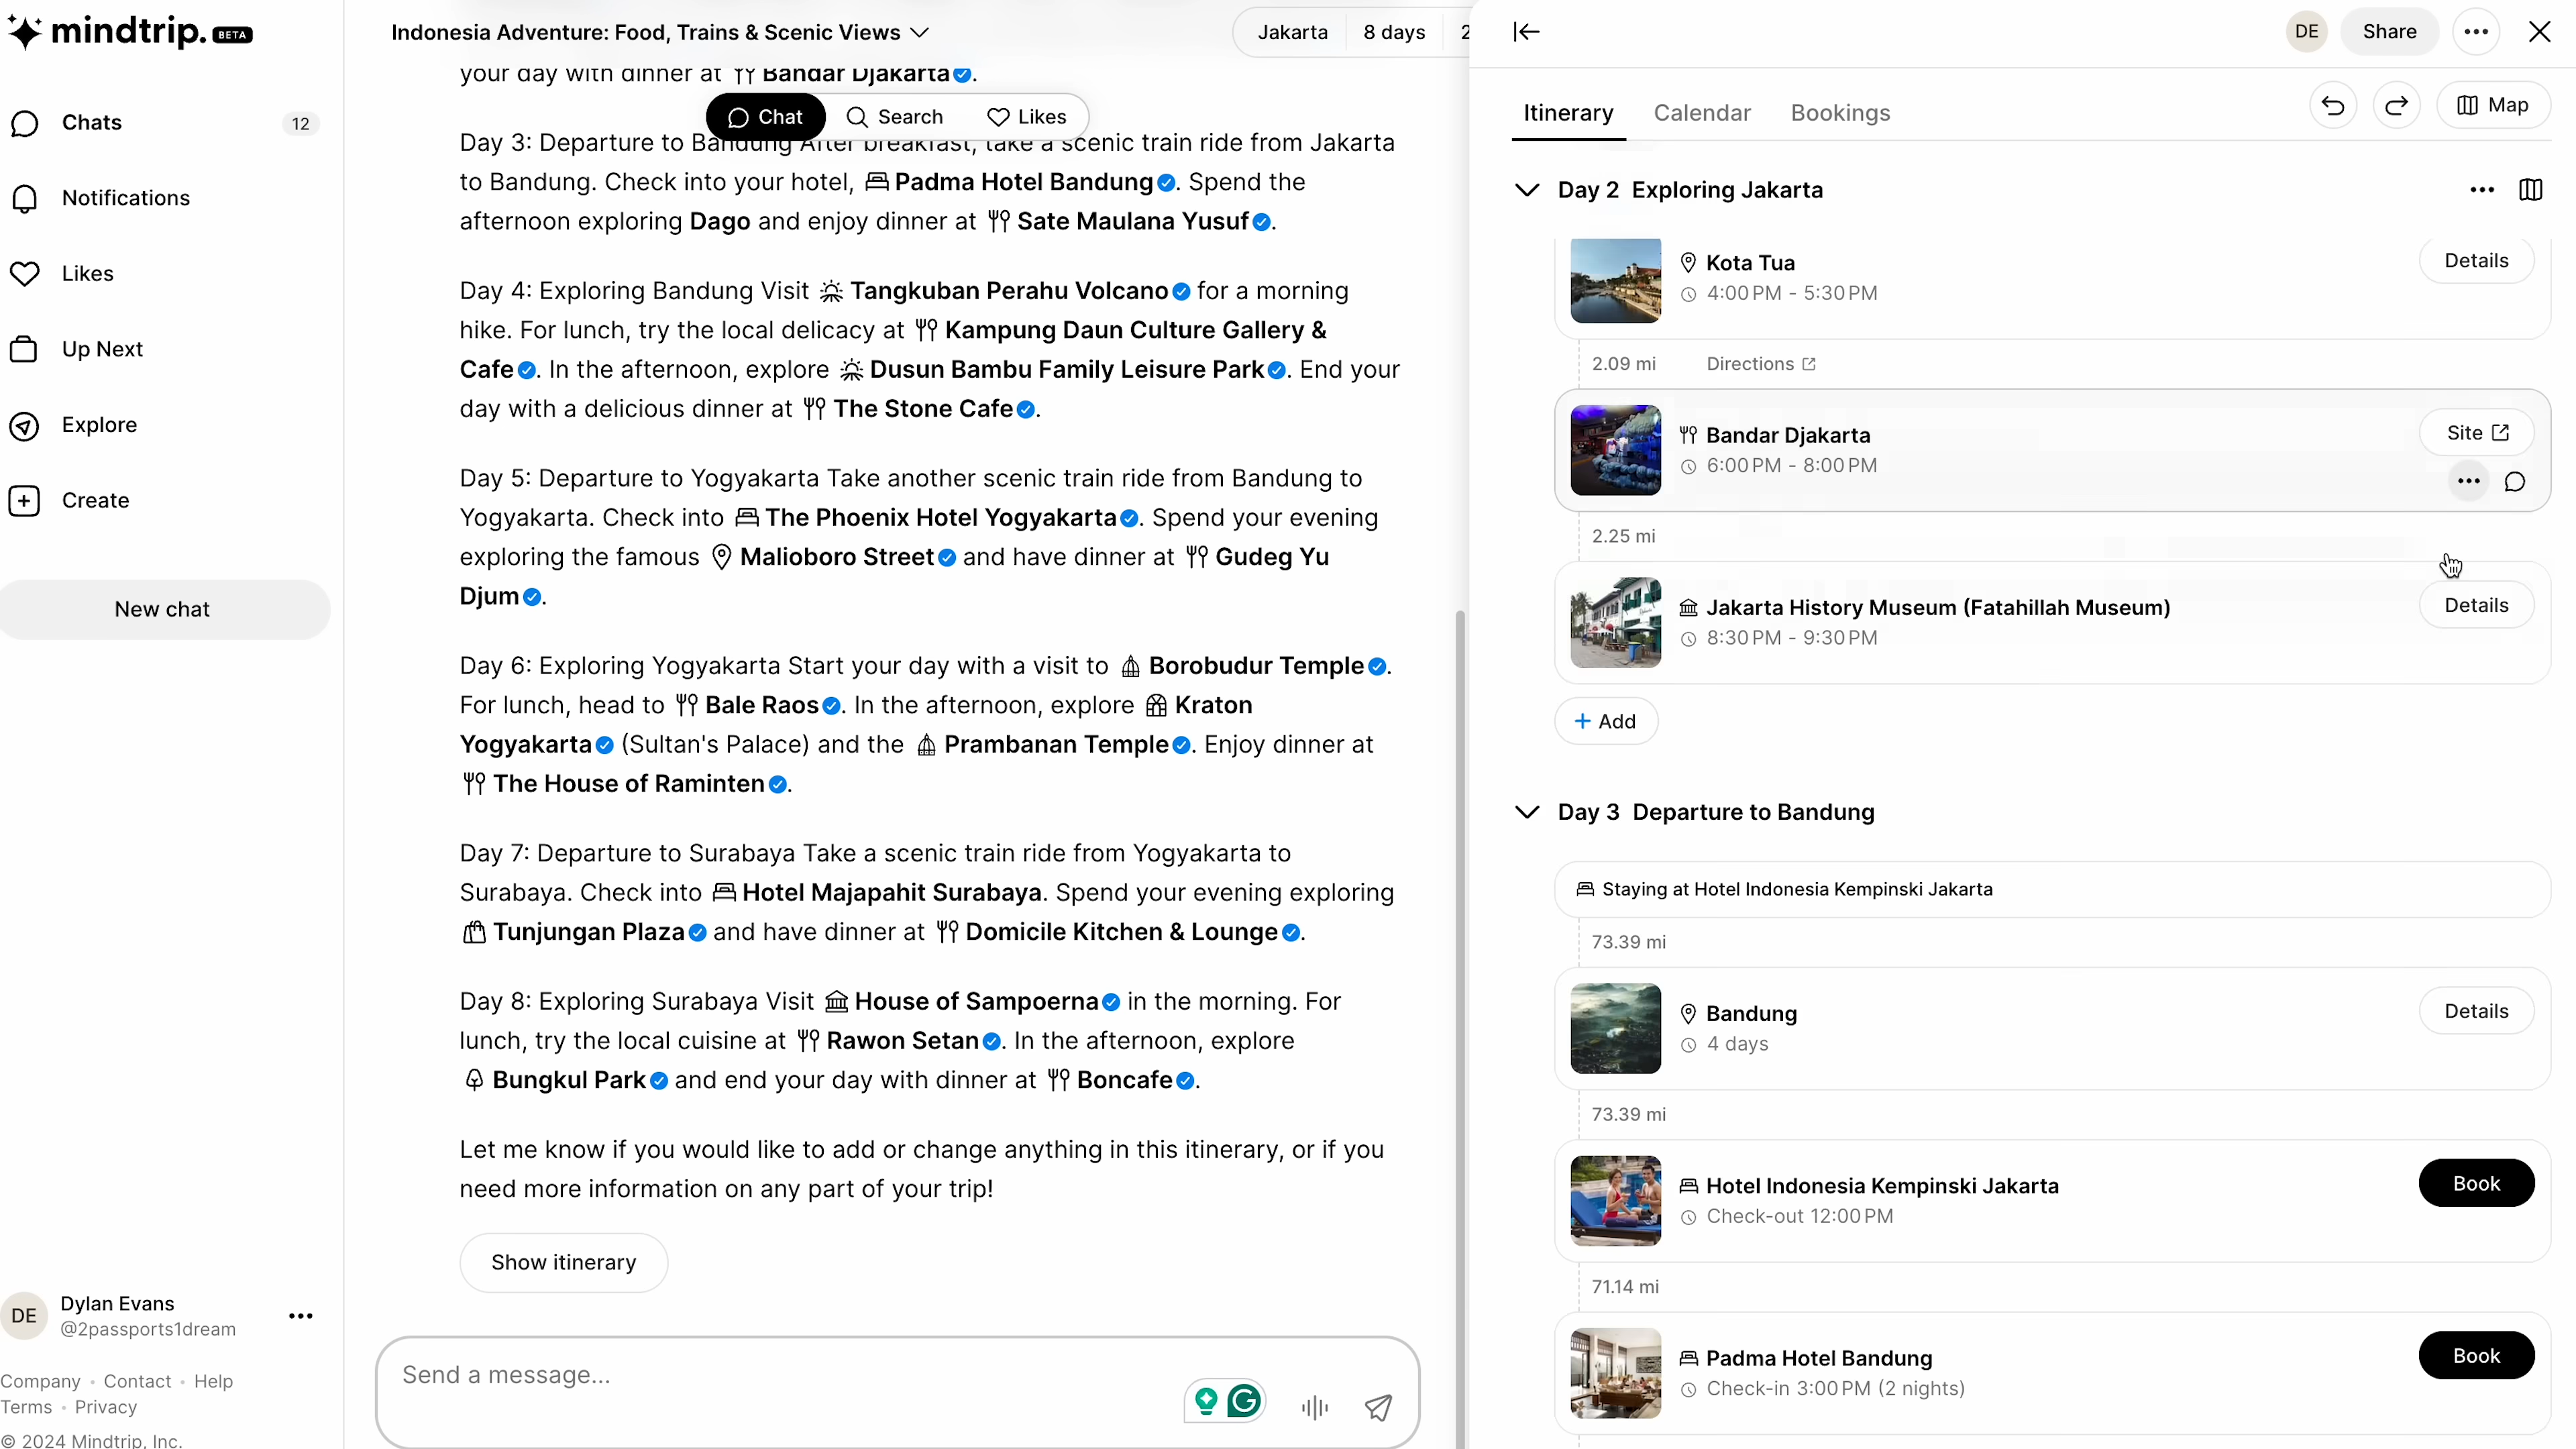 mindtrip. BETA
Chats 12
Notifications
Likes
Up Next
Explore
Create
New chat
Dylan Evans
@2passports1dream
Company • Contact • Help
Terms • Privacy
© 2024 Mindtrip, Inc.
Indonesia Adventure: Food, Trains & Scenic Views
Jakarta 8 days 2
Chat Search Likes
your day with dinner at Bandar Djakarta.
Day 3: Departure to Bandung After breakfast, take a scenic train ride from Jakarta
to Bandung. Check into your hotel, Padma Hotel Bandung. Spend the
afternoon exploring Dago and enjoy dinner at Sate Maulana Yusuf.
Day 4: Exploring Bandung Visit Tangkuban Perahu Volcano for a morning
hike. For lunch, try the local delicacy at Kampung Daun Culture Gallery &
Cafe. In the afternoon, explore Dusun Bambu Family Leisure Park. End your
day with a delicious dinner at The Stone Cafe.
Day 5: Departure to Yogyakarta Take another scenic train ride from Bandung to
Yogyakarta. Check into The Phoenix Hotel Yogyakarta. Spend your evening
exploring the famous Malioboro Street and have dinner at Gudeg Yu
Djum.
Day 6: Exploring Yogyakarta Start your day with a visit to Borobudur Temple.
For lunch, head to Bale Raos. In the afternoon, explore Kraton
Yogyakarta (Sultan's Palace) and the Prambanan Temple. Enjoy dinner at
The House of Raminten.
Day 7: Departure to Surabaya Take a scenic train ride from Yogyakarta to
Surabaya. Check into Hotel Majapahit Surabaya. Spend your evening exploring
Tunjungan Plaza and have dinner at Domicile Kitchen & Lounge.
Day 8: Exploring Surabaya Visit House of Sampoerna in the morning. For
lunch, try the local cuisine at Rawon Setan. In the afternoon, explore
Bungkul Park and end your day with dinner at Boncafe.
Let me know if you would like to add or change anything in this itinerary, or if you
need more information on any part of your trip!
Show itinerary
Send a message...
DE Share
Itinerary Calendar Bookings Map
Day 2 Exploring Jakarta
Kota Tua Details
4:00 PM - 5:30 PM
2.09 mi Directions
Bandar Djakarta Site
6:00 PM - 8:00 PM
2.25 mi
Jakarta History Museum (Fatahillah Museum) Details
8:30 PM - 9:30 PM
+ Add
Day 3 Departure to Bandung
Staying at Hotel Indonesia Kempinski Jakarta
73.39 mi
Bandung Details
4 days
73.39 mi
Hotel Indonesia Kempinski Jakarta Book
Check-out 12:00 PM
71.14 mi
Padma Hotel Bandung Book
Check-in 3:00 PM (2 nights)
DE